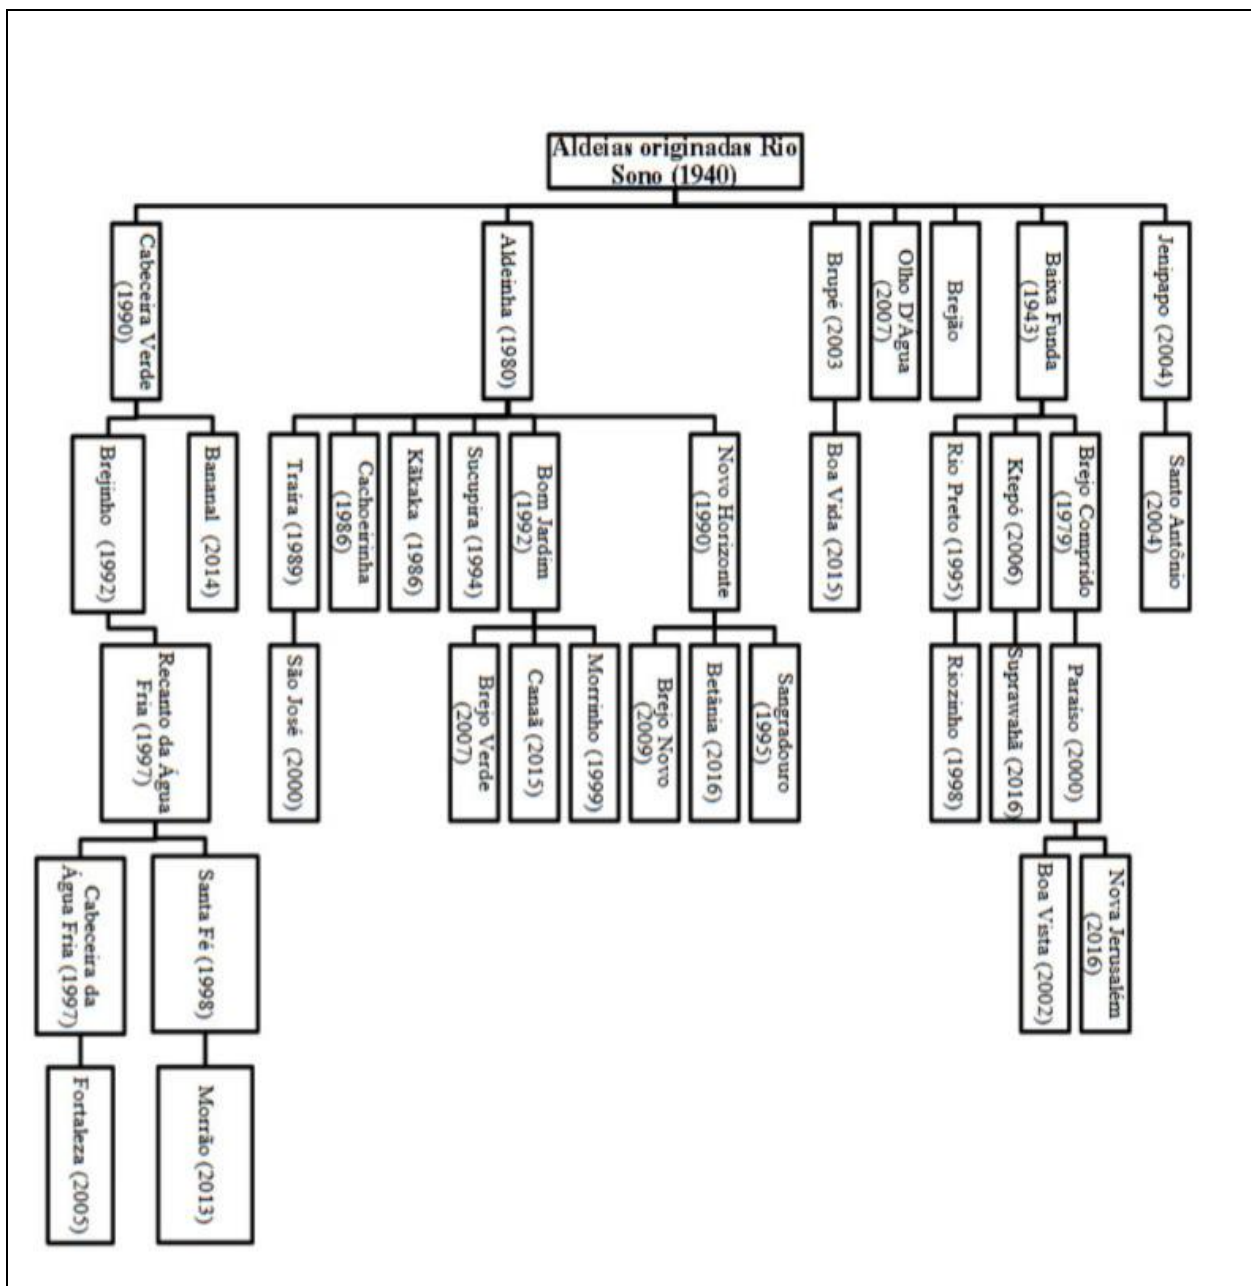 Aldeias originadas Rio
Sono (1940)
Cabeceira Verde
(1990)
Aldeinha (1980)
Brupé (2003
Olho D'Água
(2007)
Brejão
Baixa Funda
(1943)
Jenipapo (2004)
Brejinho (1992)
Bananal (2014)
Traíra (1989)
Cachoeirinha
(1986)
Kãkaka (1986)
Sucupira (1994)
Bom Jardim
(1992)
Novo Horizonte
(1990)
Boa Vida (2015)
Rio Preto (1995)
Ktepó (2006)
Brejo Comprido
(1979)
Santo Antônio
(2004)
Recanto da Água
Fria (1997)
São José (2000)
Brejo Verde
(2007)
Canaã (2015)
Morrinho (1999)
Brejo Novo
(2009)
Betânia (2016)
Sangradouro
(1995)
Riozinho (1998)
Suprawahã (2016)
Paraíso (2000)
Cabeceira da
Água Fria (1997)
Santa Fé (1998)
Boa Vista (2002)
Nova Jerusalém
(2016)
Fortaleza (2005)
Morrão (2013)